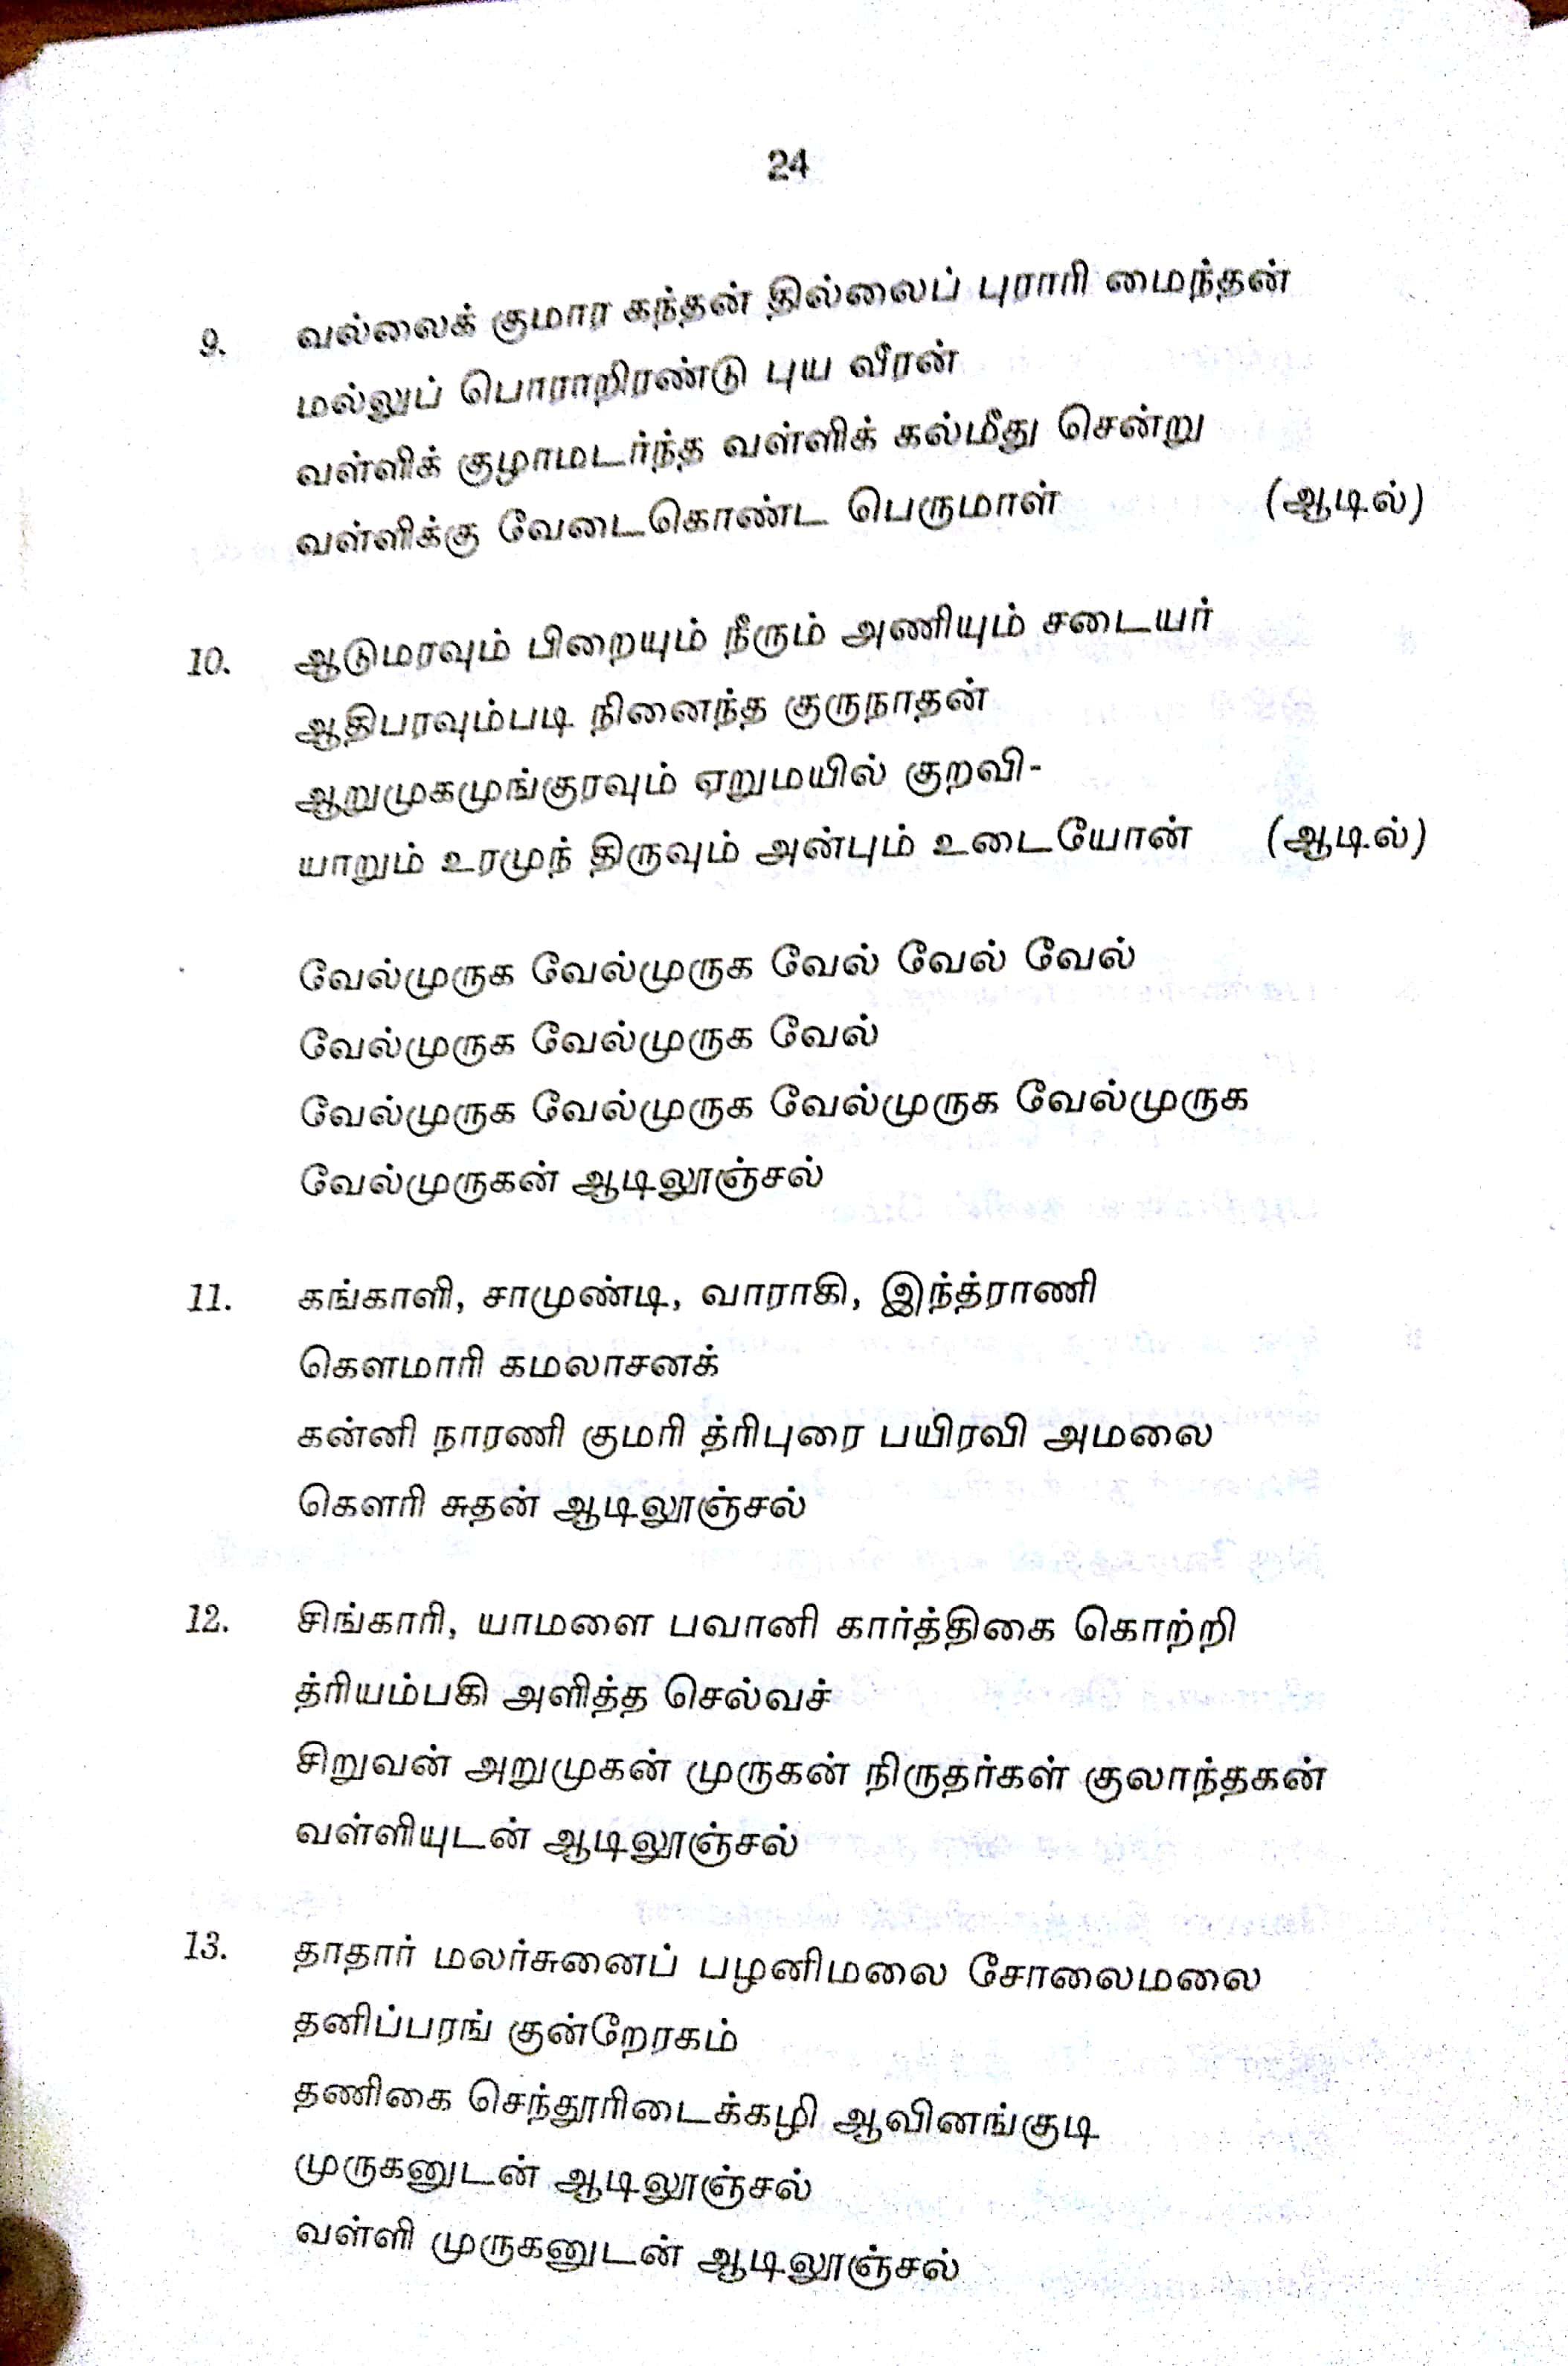 24
9. வல்லைக் குமார கந்தன் தில்லைப் புராரி மைந்தன்
மல்லுப் பொராறிரண்டு புய வீரன்
வள்ளிக் குழாமடர்ந்த வள்ளிக் கல்மீது சென்று
வள்ளிக்கு வேடைகொண்ட பெருமாள் (ஆடில்)
10. ஆடுமரவும் பிறையும் நீரும் அணியும் சடையர்
ஆதிபரவும்படி நினைந்த குருநாதன்
ஆறுமுகமுங்குரவும் ஏறுமயில் குறவி-
யாறும் உரமுந் திருவும் அன்பும் உடையோன் (ஆடில்)
வேல்முருக வேல்முருக வேல் வேல் வேல்
வேல்முருக வேல்முருக வேல்
வேல்முருக வேல்முருக வேல்முருக வேல்முருக
வேல்முருகன் ஆடிலூஞ்சல்
11. கங்காளி, சாமுண்டி, வாராகி, இந்த்ராணி
கௌமாரி கமலாசனக்
கன்னி நாரணி குமரி த்ரிபுரை பயிரவி அமலை
கௌரி சுதன் ஆடிலூஞ்சல்
12. சிங்காரி, யாமளை பவானி கார்த்திகை கொற்றி
த்ரியம்பகி அளித்த செல்வச்
சிறுவன் அறுமுகன் முருகன் நிருதர்கள் குலாந்தகன்
வள்ளியுடன் ஆடிலூஞ்சல்
13. தாதார் மலர்சுனைப் பழனிமலை சோலைமலை
தனிப்பரங் குன்றேரகம்
தணிகை செந்தூரிடைக்கழி ஆவினங்குடி
முருகனுடன் ஆடிலூஞ்சல்
வள்ளி முருகனுடன் ஆடிலூஞ்சல்